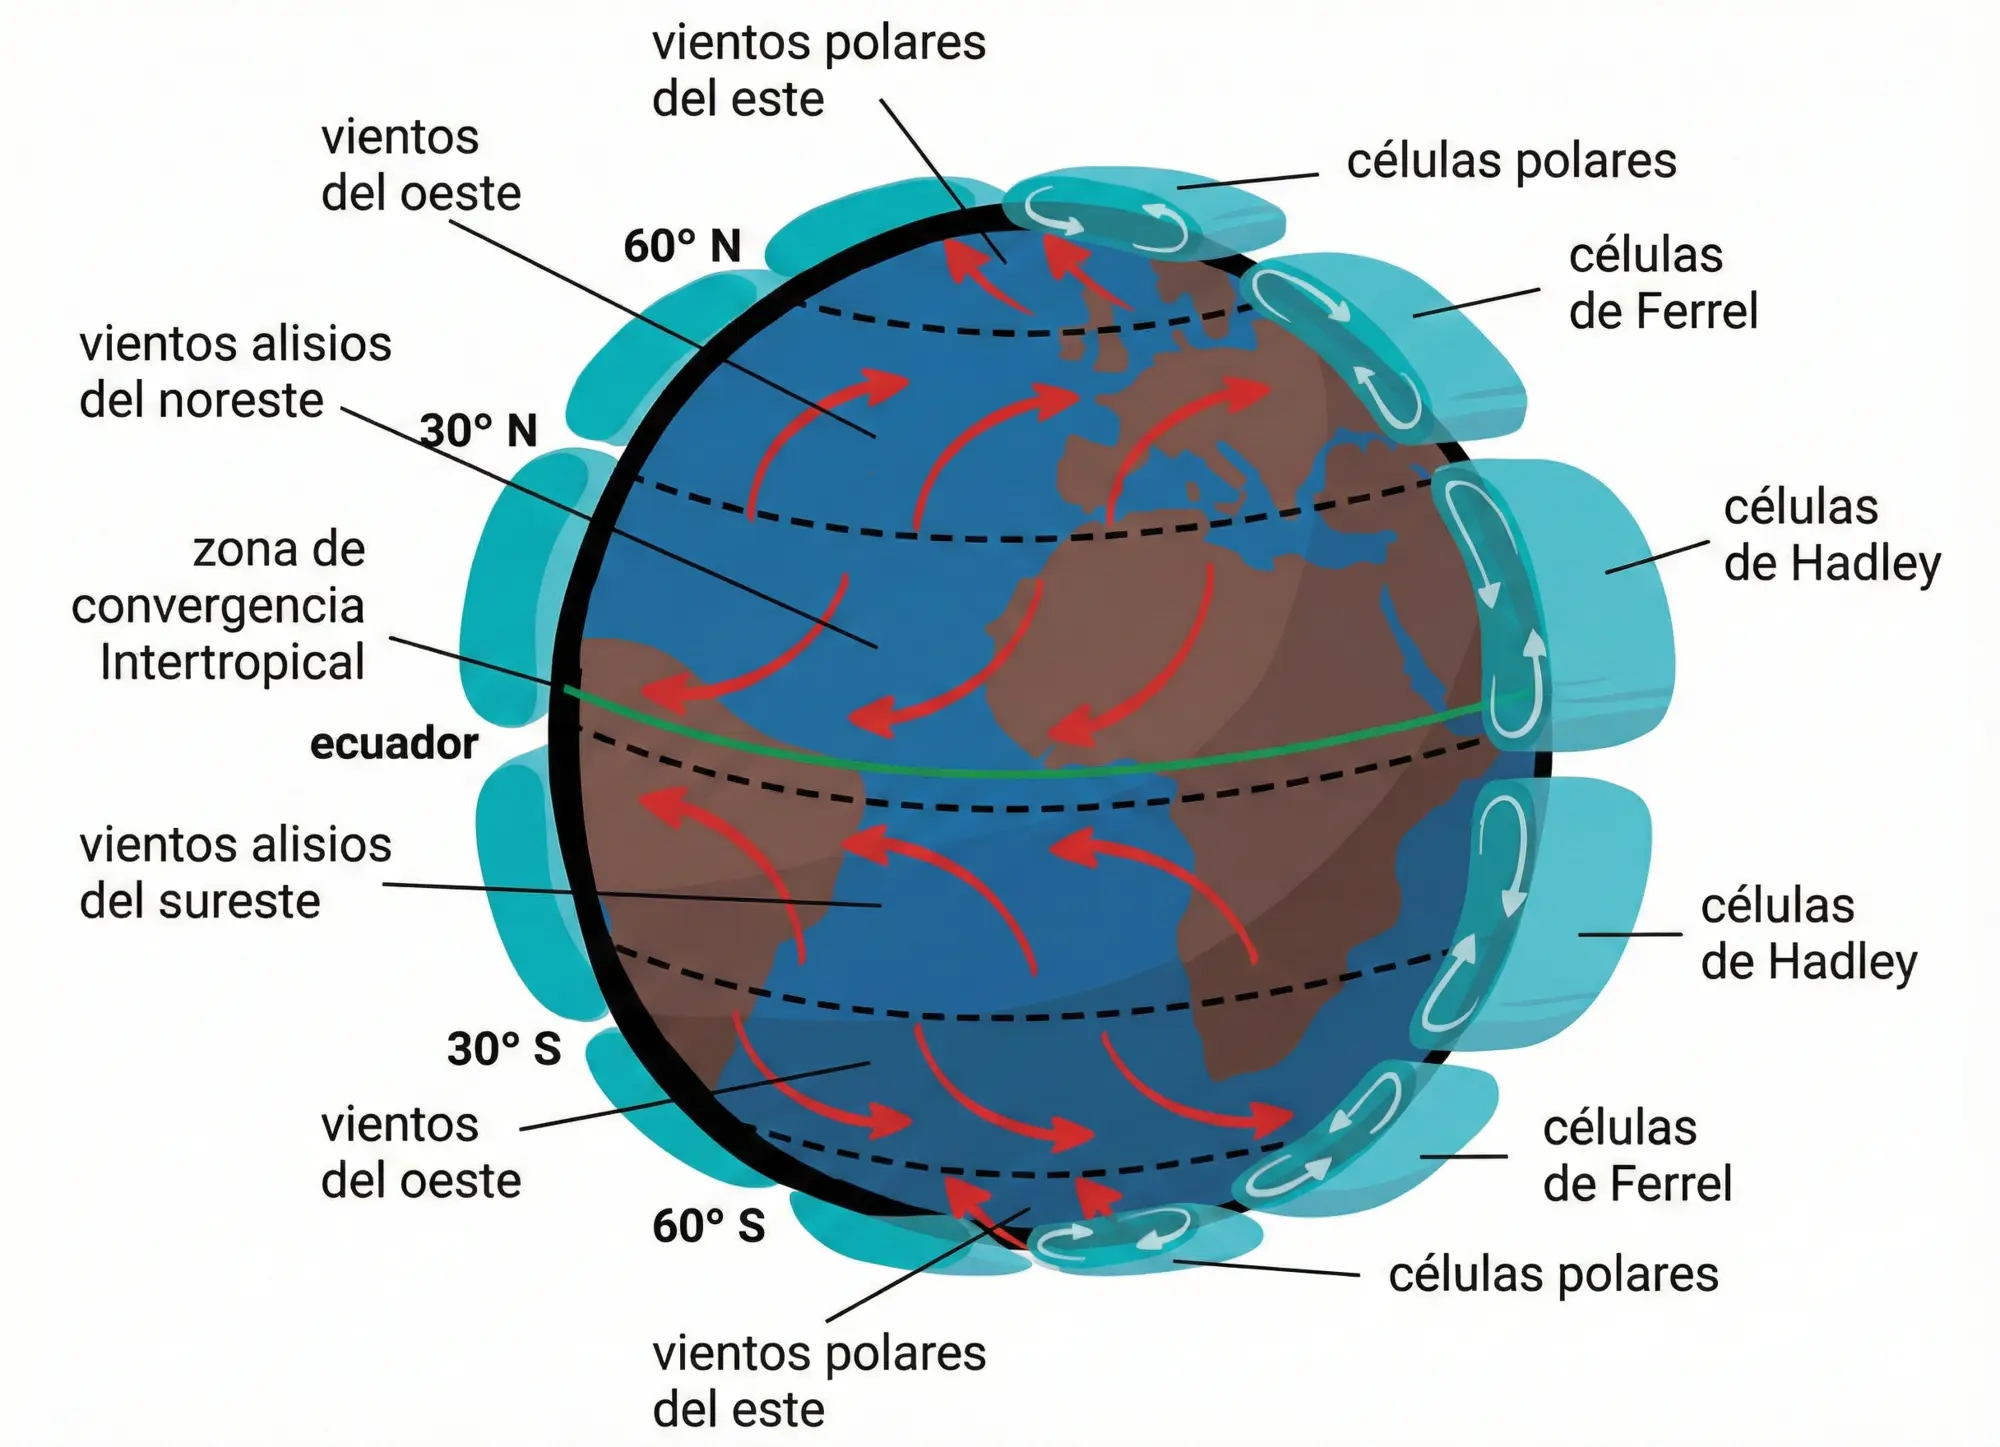 vientos polares
del este
vientos
del oeste
células polares
60° N
células
de Ferrel
vientos alisios
del noreste
30° N
células
de Hadley
zona de
convergencia
Intertropical
ecuador
vientos alisios
del sureste
células
de Hadley
30° S
vientos
del oeste
células
de Ferrel
60° S
células polares
vientos polares
del este